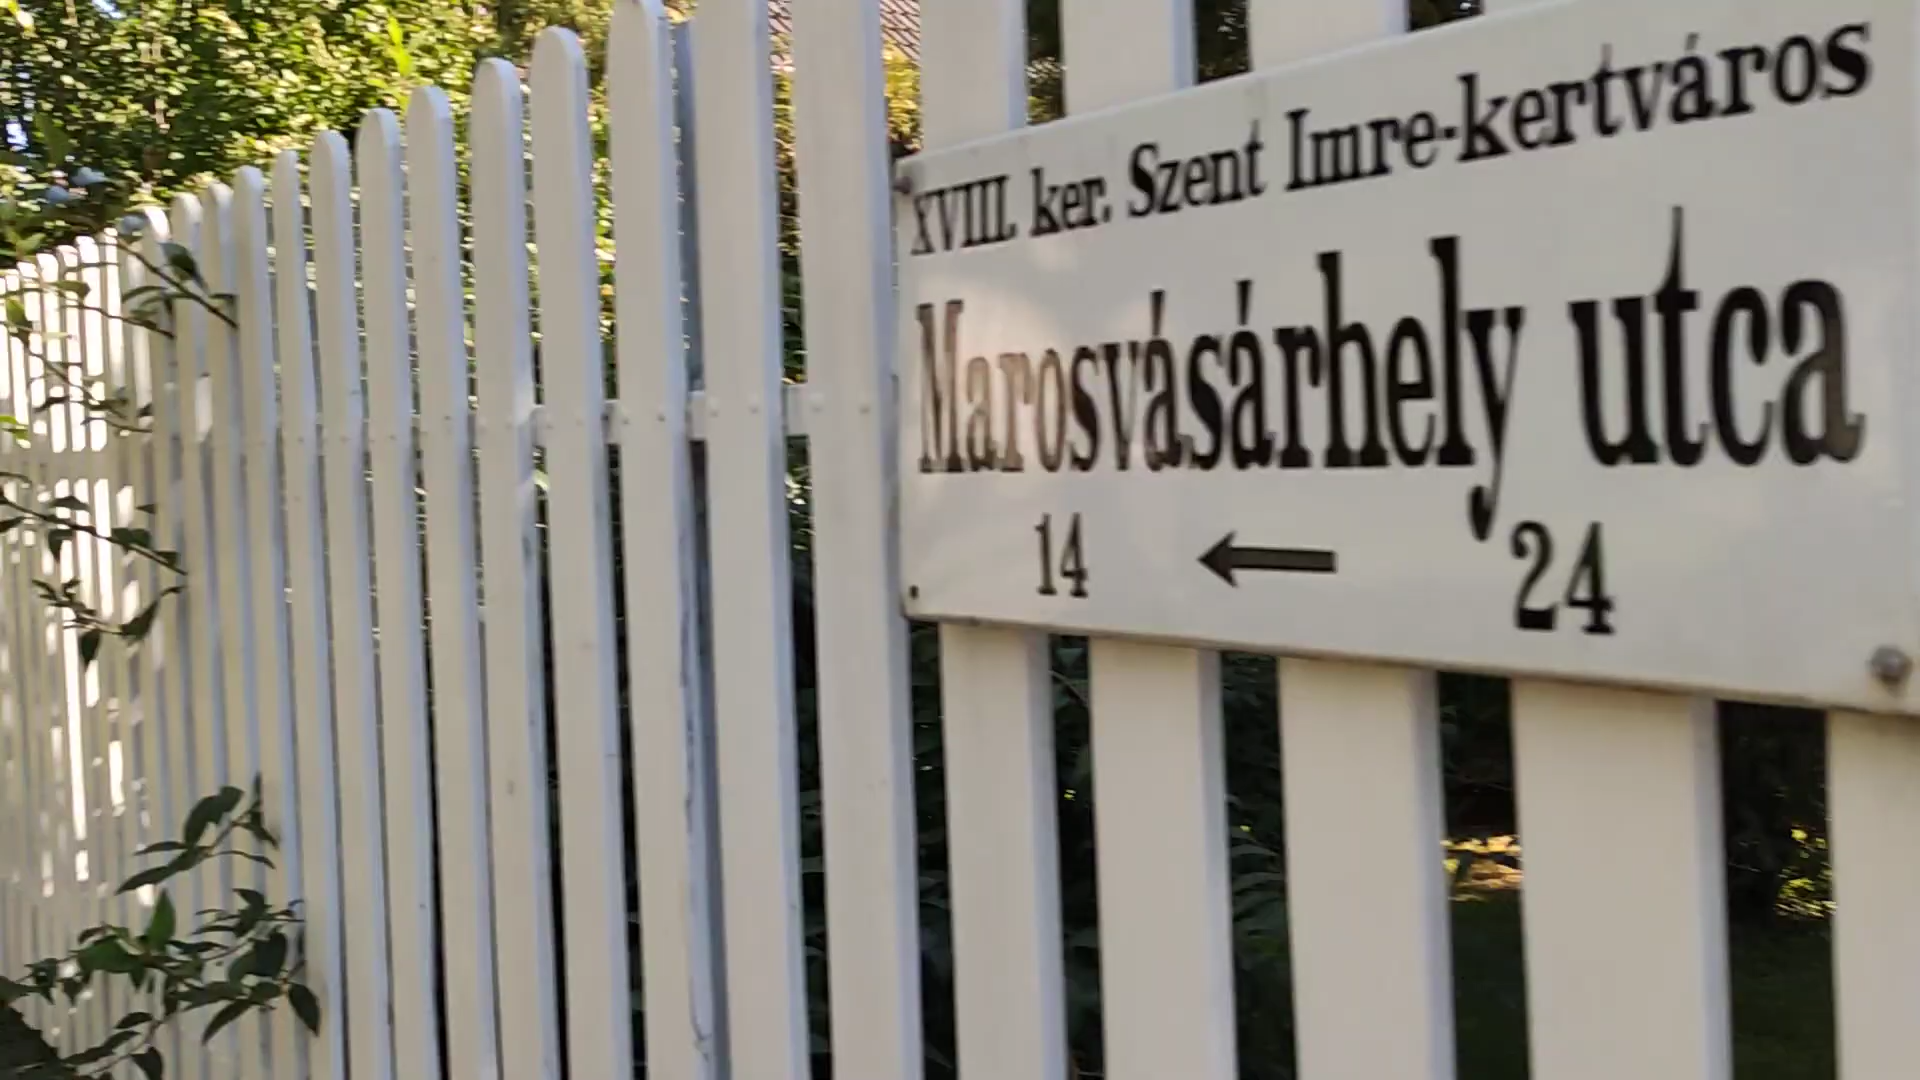 XVIII. ker. Szent Imre-kertváros
Marosvásárhely utca
14 ← 24